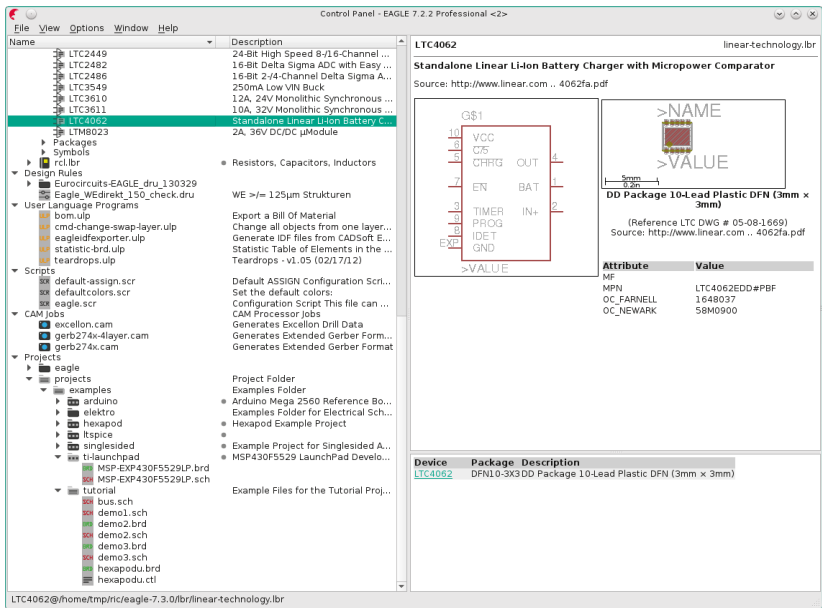 Control Panel - EAGLE 7.2.2 Professional <2>
File View Options Window Help
Name Description
LTC2449 24-Bit High Speed 8-/16-Channel ...
LTC2482 16-Bit Delta Sigma ADC with Easy ...
LTC2486 16-Bit 2-/4-Channel Delta Sigma A...
LTC3549 250mA Low VIN Buck
LTC3610 12A, 24V Monolithic Synchronous ...
LTC3611 10A, 32V Monolithic Synchronous ...
LTC4062 Standalone Linear Li-Ion Battery C...
LTM8023 2A, 36V DC/DC µModule
Packages
Symbols
rcl.lbr Resistors, Capacitors, Inductors
Design Rules
Eurocircuits-EAGLE_dru_130329
Eagle_WEdirekt_150_check.dru WE >/= 125µm Strukturen
User Language Programs
bom.ulp Export a Bill Of Material
cmd-change-swap-layer.ulp Change all objects from one layer...
eagleidfexporter.ulp Generate IDF files from CADSoft E...
statistic-brd.ulp Statistic Table of Elements in the ...
teardrops.ulp Teardrops - v1.05 (02/17/12)
Scripts
default-assign.scr Default ASSIGN Configuration Scri...
defaultcolors.scr Set the default colors:
eagle.scr Configuration Script This file can ...
CAM Jobs CAM Processor Jobs
excellon.cam Generates Excellon Drill Data
gerb274x-4layer.cam Generates Extended Gerber Form...
gerb274x.cam Generates Extended Gerber Format
Projects
eagle
projects Project Folder
examples Examples Folder
arduino Arduino Mega 2560 Reference Bo...
elektro Examples Folder for Electrical Sch...
hexapod Hexapod Example Project
ltspice
singlesided Example Project for Singlesided A...
ti-launchpad MSP430F5529 LaunchPad Develo...
MSP-EXP430F5529LP.brd
MSP-EXP430F5529LP.sch
tutorial Example Files for the Tutorial Proj...
bus.sch
demo1.sch
demo2.brd
demo2.sch
demo3.brd
demo3.sch
hexapodu.brd
hexapodu.ctl
LTC4062 linear-technology.lbr
Standalone Linear Li-Ion Battery Charger with Micropower Comparator
Source: http://www.linear.com .. 4062fa.pdf
G$1
10 VCC
6 C/5
5 CHRG OUT 4
7 EN BAT 1
3 TIMER IN+ 2
9 PROG
8 IDET
EXP GND
>VALUE
>NAME
>VALUE
5mm
0.2in
DD Package 10-Lead Plastic DFN (3mm ×
3mm)
(Reference LTC DWG # 05-08-1669)
Source: http://www.linear.com .. 4062fa.pdf
Attribute Value
MF
MPN LTC4062EDD#PBF
OC_FARNELL 1648037
OC_NEWARK 58M0900
Device Package Description
LTC4062 DFN10-3X3 DD Package 10-Lead Plastic DFN (3mm × 3mm)
LTC4062@/home/tmp/ric/eagle-7.3.0/lbr/linear-technology.lbr